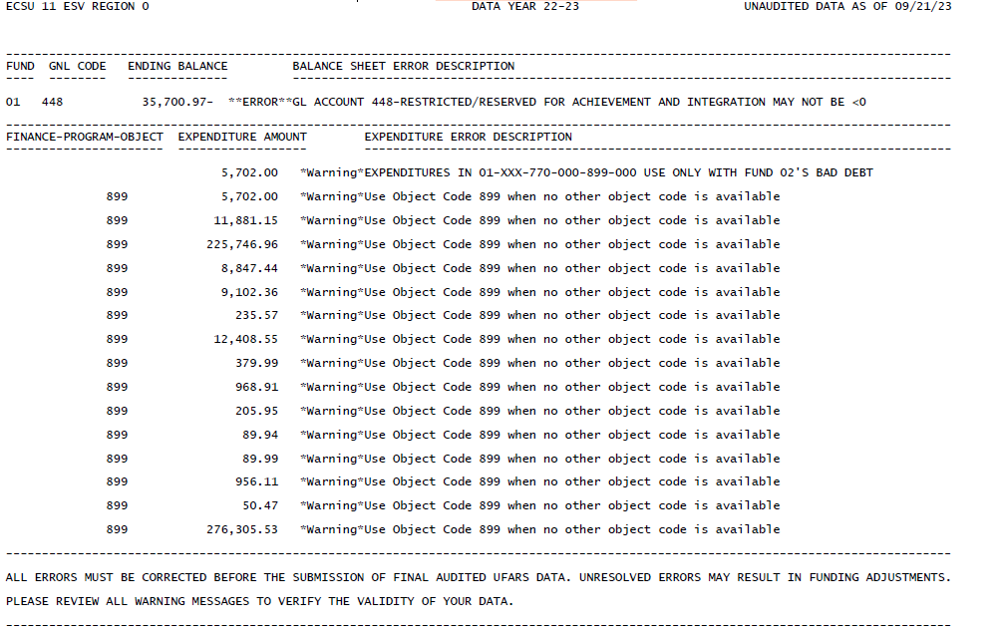 ECSU 11 ESV REGION 0 DATA YEAR 22-23 UNAUDITED DATA AS OF 09/21/23
FUND GNL CODE ENDING BALANCE BALANCE SHEET ERROR DESCRIPTION
01 448 35,700.97- **ERROR**GL ACCOUNT 448-RESTRICTED/RESERVED FOR ACHIEVEMENT AND INTEGRATION MAY NOT BE <0
FINANCE-PROGRAM-OBJECT EXPENDITURE AMOUNT EXPENDITURE ERROR DESCRIPTION
5,702.00 *Warning*EXPENDITURES IN 01-XXX-770-000-899-000 USE ONLY WITH FUND 02'S BAD DEBT
899 5,702.00 *Warning*Use Object Code 899 when no other object code is available
899 11,881.15 *Warning*Use Object Code 899 when no other object code is available
899 225,746.96 *Warning*Use Object Code 899 when no other object code is available
899 8,847.44 *Warning*Use Object Code 899 when no other object code is available
899 9,102.36 *Warning*Use Object Code 899 when no other object code is available
899 235.57 *Warning*Use Object Code 899 when no other object code is available
899 12,408.55 *Warning*Use Object Code 899 when no other object code is available
899 379.99 *Warning*Use Object Code 899 when no other object code is available
899 968.91 *Warning*Use Object Code 899 when no other object code is available
899 205.95 *Warning*Use Object Code 899 when no other object code is available
899 89.94 *Warning*Use Object Code 899 when no other object code is available
899 89.99 *Warning*Use Object Code 899 when no other object code is available
899 956.11 *Warning*Use Object Code 899 when no other object code is available
899 50.47 *Warning*Use Object Code 899 when no other object code is available
899 276,305.53 *Warning*Use Object Code 899 when no other object code is available
ALL ERRORS MUST BE CORRECTED BEFORE THE SUBMISSION OF FINAL AUDITED UFARS DATA. UNRESOLVED ERRORS MAY RESULT IN FUNDING ADJUSTMENTS.
PLEASE REVIEW ALL WARNING MESSAGES TO VERIFY THE VALIDITY OF YOUR DATA.